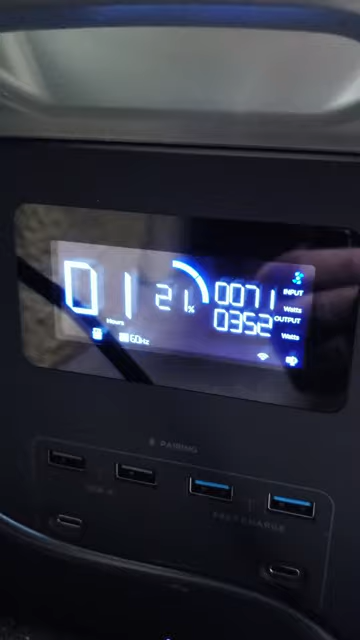 01
Hours
21%
0071
INPUT
Watts
0352
OUTPUT
Watts
60Hz
PAIRING
FAST CHARGE